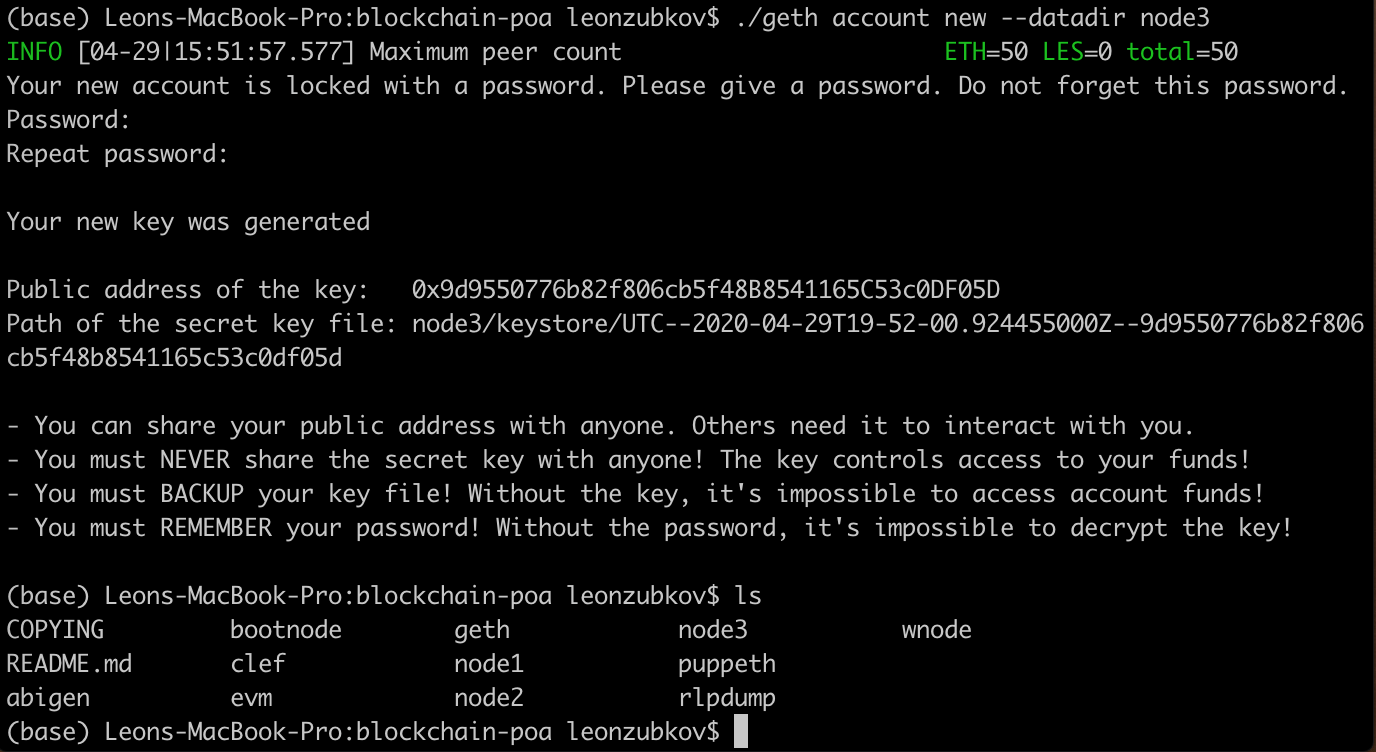 (base) Leons-MacBook-Pro:blockchain-poa leonzubkov$ ./geth account new --datadir node3
INFO [04-29|15:51:57.577] Maximum peer count                       ETH=50 LES=0 total=50
Your new account is locked with a password. Please give a password. Do not forget this password.
Password:
Repeat password:

Your new key was generated

Public address of the key:   0x9d9550776b82f806cb5f48B8541165C53c0DF05D
Path of the secret key file: node3/keystore/UTC--2020-04-29T19-52-00.924455000Z--9d9550776b82f806
cb5f48b8541165c53c0df05d

- You can share your public address with anyone. Others need it to interact with you.
- You must NEVER share the secret key with anyone! The key controls access to your funds!
- You must BACKUP your key file! Without the key, it's impossible to access account funds!
- You must REMEMBER your password! Without the password, it's impossible to decrypt the key!

(base) Leons-MacBook-Pro:blockchain-poa leonzubkov$ ls
COPYING         bootnode        geth            node3           wnode
README.md       clef            node1           puppeth
abigen          evm             node2           rlpdump
(base) Leons-MacBook-Pro:blockchain-poa leonzubkov$